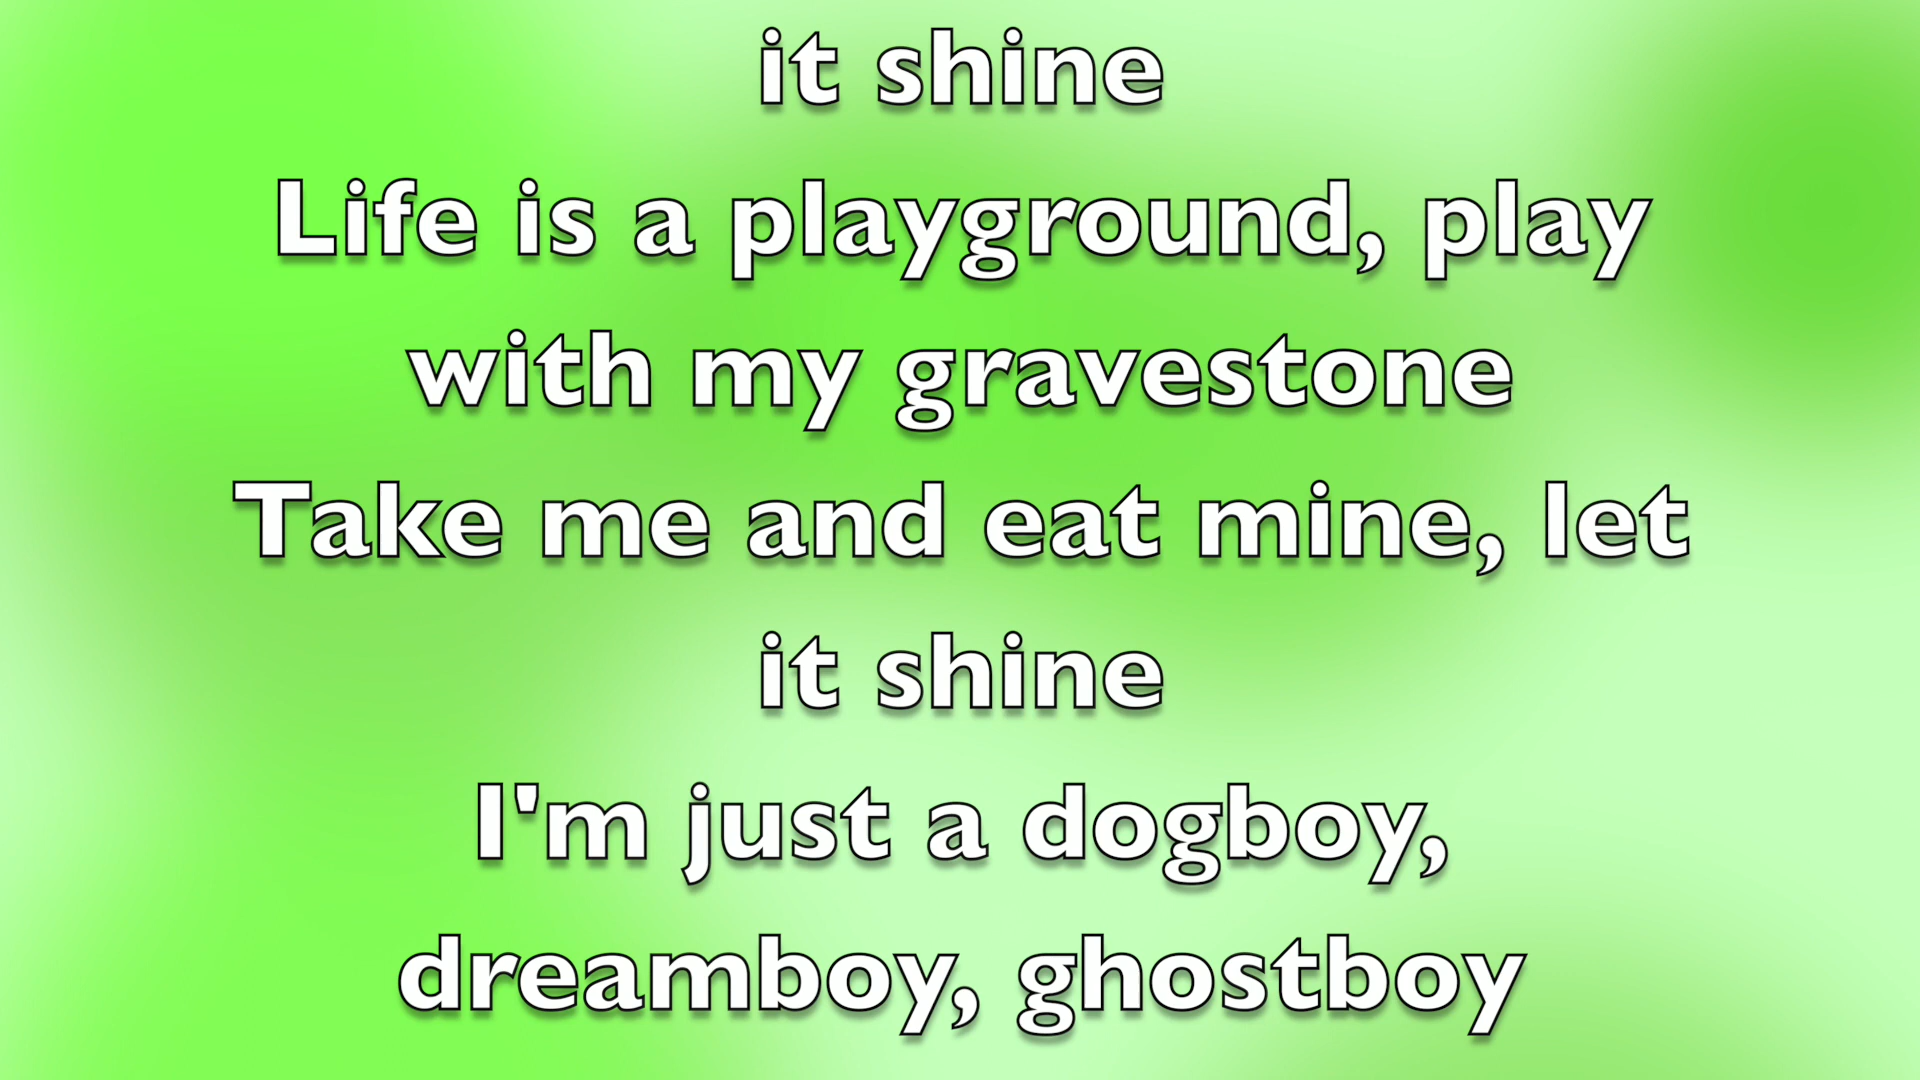 it shine
Life is a playground, play
with my gravestone
Take me and eat mine, let
it shine
I'm just a dogboy,
dreamboy, ghostboy